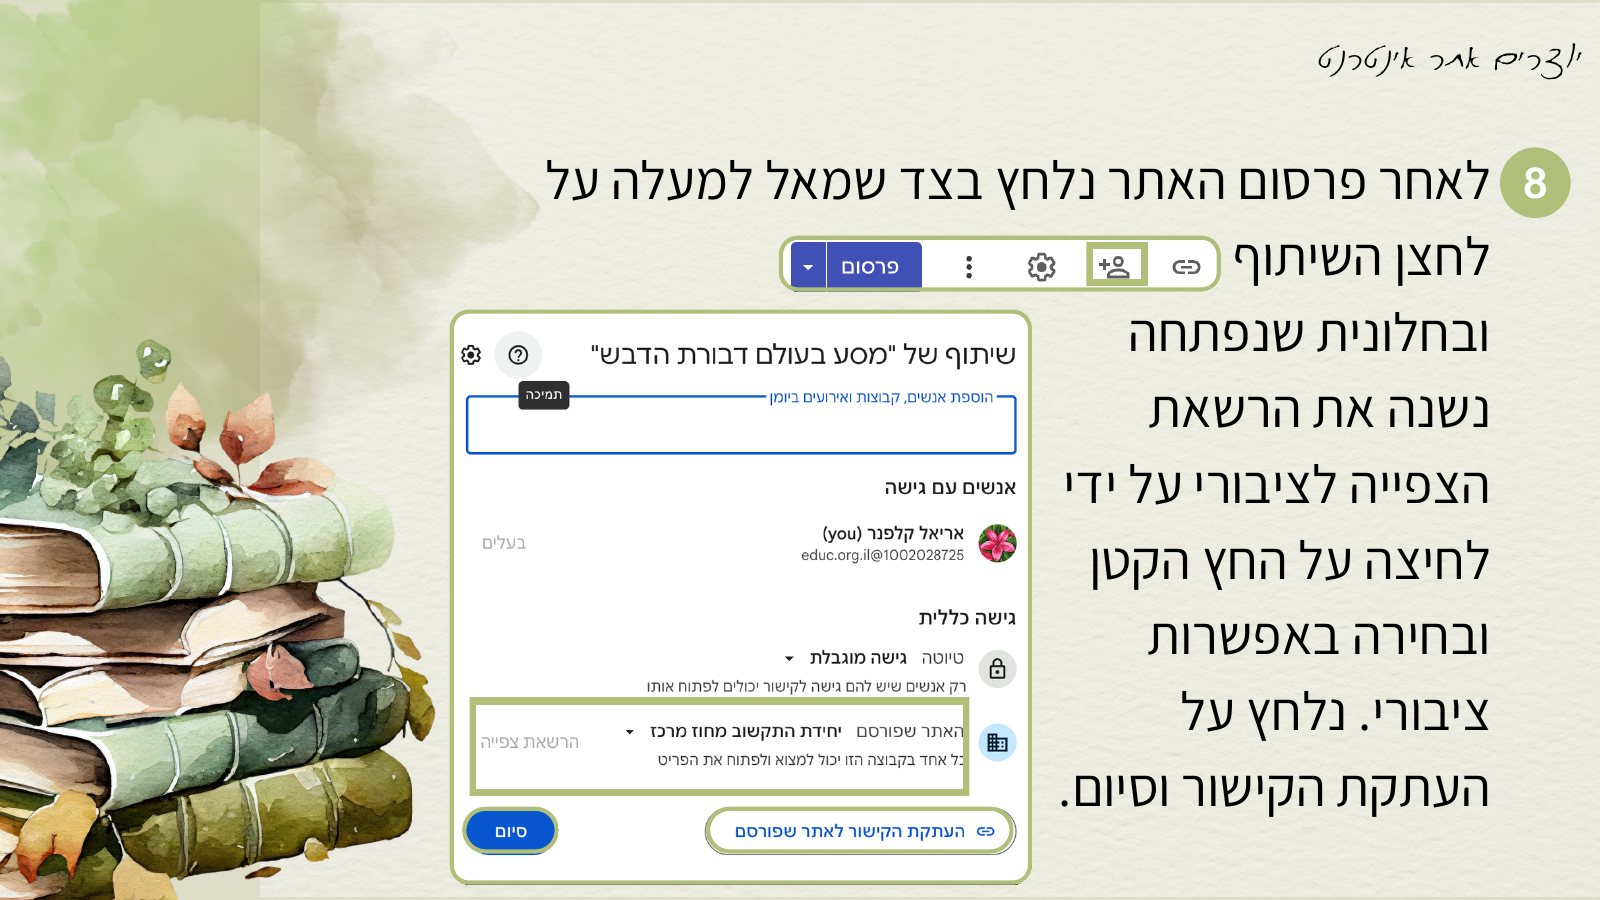 יוצרים אתר אינטרנט
8
לאחר פרסום האתר נלחץ בצד שמאל למעלה על
לחצן השיתוף
פרסום
ובחלונית שנפתחה
נשנה את הרשאת
הצפייה לציבורי על ידי
לחיצה על החץ הקטן
ובחירה באפשרות
ציבורי. נלחץ על
העתקת הקישור וסיום.
שיתוף של "מסע בעולם דבורת הדבש"
תמיכה
הוספת אנשים, קבוצות ואירועים ביומן
אנשים עם גישה
אריאל קלפנר (you)
בעלים
educ.org.il@1002028725
גישה כללית
טיוטה גישה מוגבלת
רק אנשים שיש להם גישה לקישור יכולים לפתוח אותו
האתר שפורסם יחידת התקשוב מחוז מרכז
הרשאת צפייה
כל אחד בקבוצה הזו יכול למצוא ולפתוח את הפריט
העתקת הקישור לאתר שפורסם
סיום